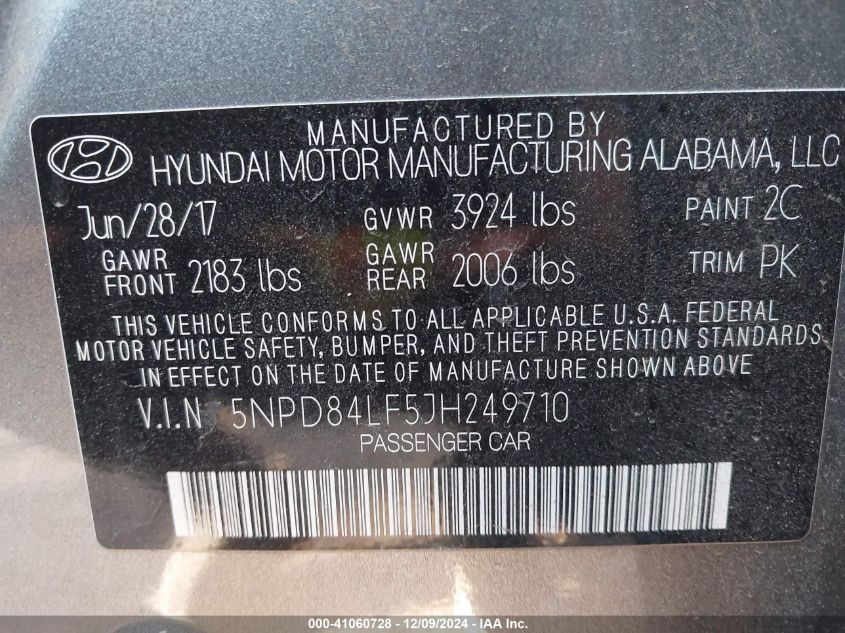 MANUFACTURED BY
HYUNDAI MOTOR MANUFACTURING ALABAMA, LLC
Jun/28/17 GVWR 3924 lbs PAINT 2C
GAWR FRONT 2183 lbs GAWR REAR 2006 lbs TRIM PK
THIS VEHICLE CONFORMS TO ALL APPLICABLE U.S.A. FEDERAL
MOTOR VEHICLE SAFETY, BUMPER, AND THEFT PREVENTION STANDARDS
IN EFFECT ON THE DATE OF MANUFACTURE SHOWN ABOVE
V.I.N 5NPD84LF5JH249710
PASSENGER CAR
000-41060728 - 12/09/2024 - IAA Inc.